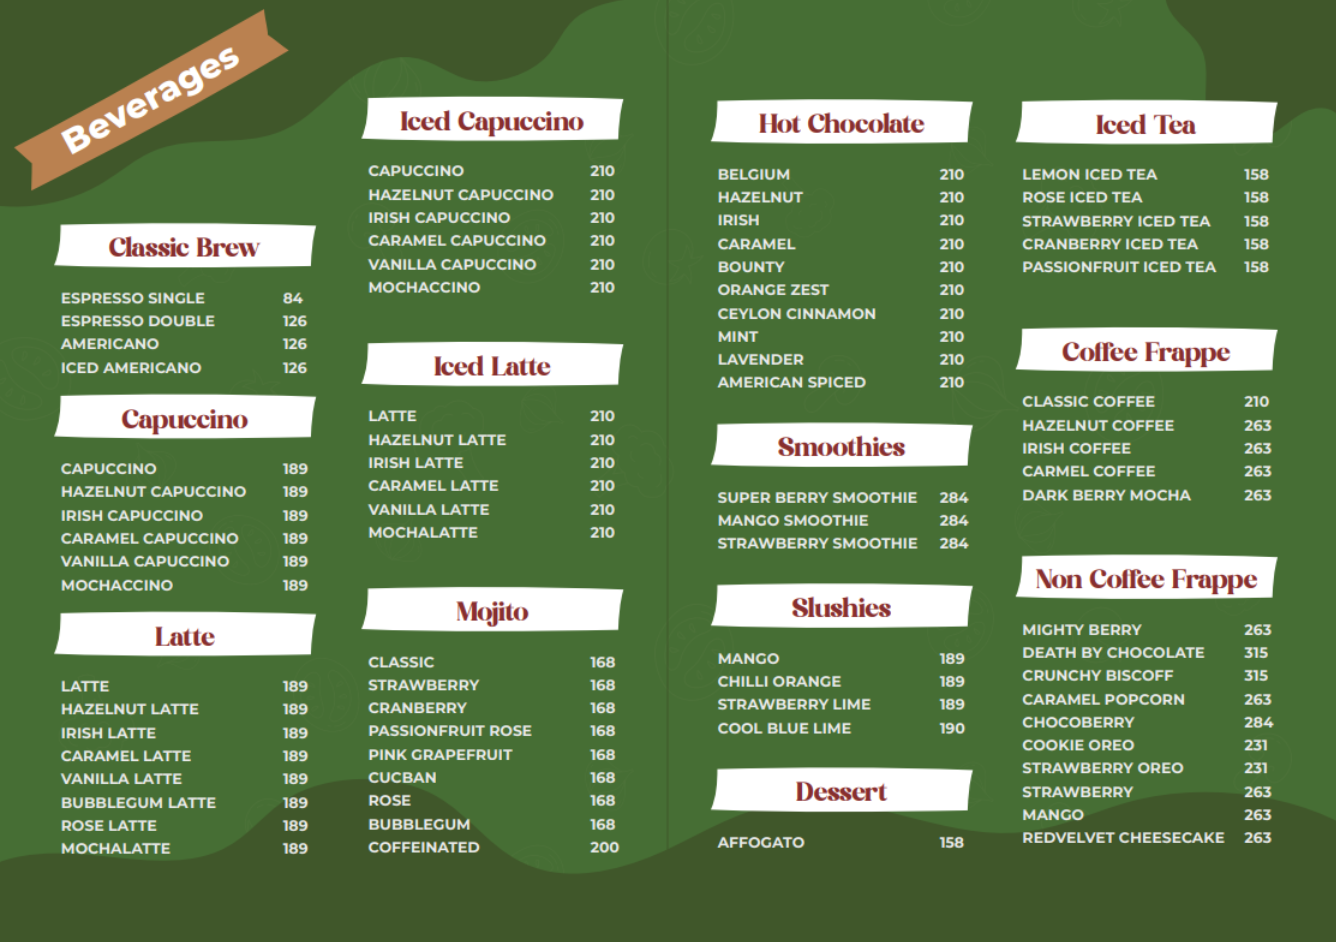 Beverages
Classic Brew
ESPRESSO SINGLE 84
ESPRESSO DOUBLE 126
AMERICANO 126
ICED AMERICANO 126
Capuccino
CAPUCCINO 189
HAZELNUT CAPUCCINO 189
IRISH CAPUCCINO 189
CARAMEL CAPUCCINO 189
VANILLA CAPUCCINO 189
MOCHACCINO 189
Latte
LATTE 189
HAZELNUT LATTE 189
IRISH LATTE 189
CARAMEL LATTE 189
VANILLA LATTE 189
BUBBLEGUM LATTE 189
ROSE LATTE 189
MOCHALATTE 189
Iced Capuccino
CAPUCCINO 210
HAZELNUT CAPUCCINO 210
IRISH CAPUCCINO 210
CARAMEL CAPUCCINO 210
VANILLA CAPUCCINO 210
MOCHACCINO 210
Iced Latte
LATTE 210
HAZELNUT LATTE 210
IRISH LATTE 210
CARAMEL LATTE 210
VANILLA LATTE 210
MOCHALATTE 210
Mojito
CLASSIC 168
STRAWBERRY 168
CRANBERRY 168
PASSIONFRUIT ROSE 168
PINK GRAPEFRUIT 168
CUCBAN 168
ROSE 168
BUBBLEGUM 168
COFFEINATED 200
Hot Chocolate
BELGIUM 210
HAZELNUT 210
IRISH 210
CARAMEL 210
BOUNTY 210
ORANGE ZEST 210
CEYLON CINNAMON 210
MINT 210
LAVENDER 210
AMERICAN SPICED 210
Smoothies
SUPER BERRY SMOOTHIE 284
MANGO SMOOTHIE 284
STRAWBERRY SMOOTHIE 284
Slushies
MANGO 189
CHILLI ORANGE 189
STRAWBERRY LIME 189
COOL BLUE LIME 190
Dessert
AFFOGATO 158
Iced Tea
LEMON ICED TEA 158
ROSE ICED TEA 158
STRAWBERRY ICED TEA 158
CRANBERRY ICED TEA 158
PASSIONFRUIT ICED TEA 158
Coffee Frappe
CLASSIC COFFEE 210
HAZELNUT COFFEE 263
IRISH COFFEE 263
CARMEL COFFEE 263
DARK BERRY MOCHA 263
Non Coffee Frappe
MIGHTY BERRY 263
DEATH BY CHOCOLATE 315
CRUNCHY BISCOFF 315
CARAMEL POPCORN 263
CHOCOBERRY 284
COOKIE OREO 231
STRAWBERRY OREO 231
STRAWBERRY 263
MANGO 263
REDVELVET CHEESECAKE 263